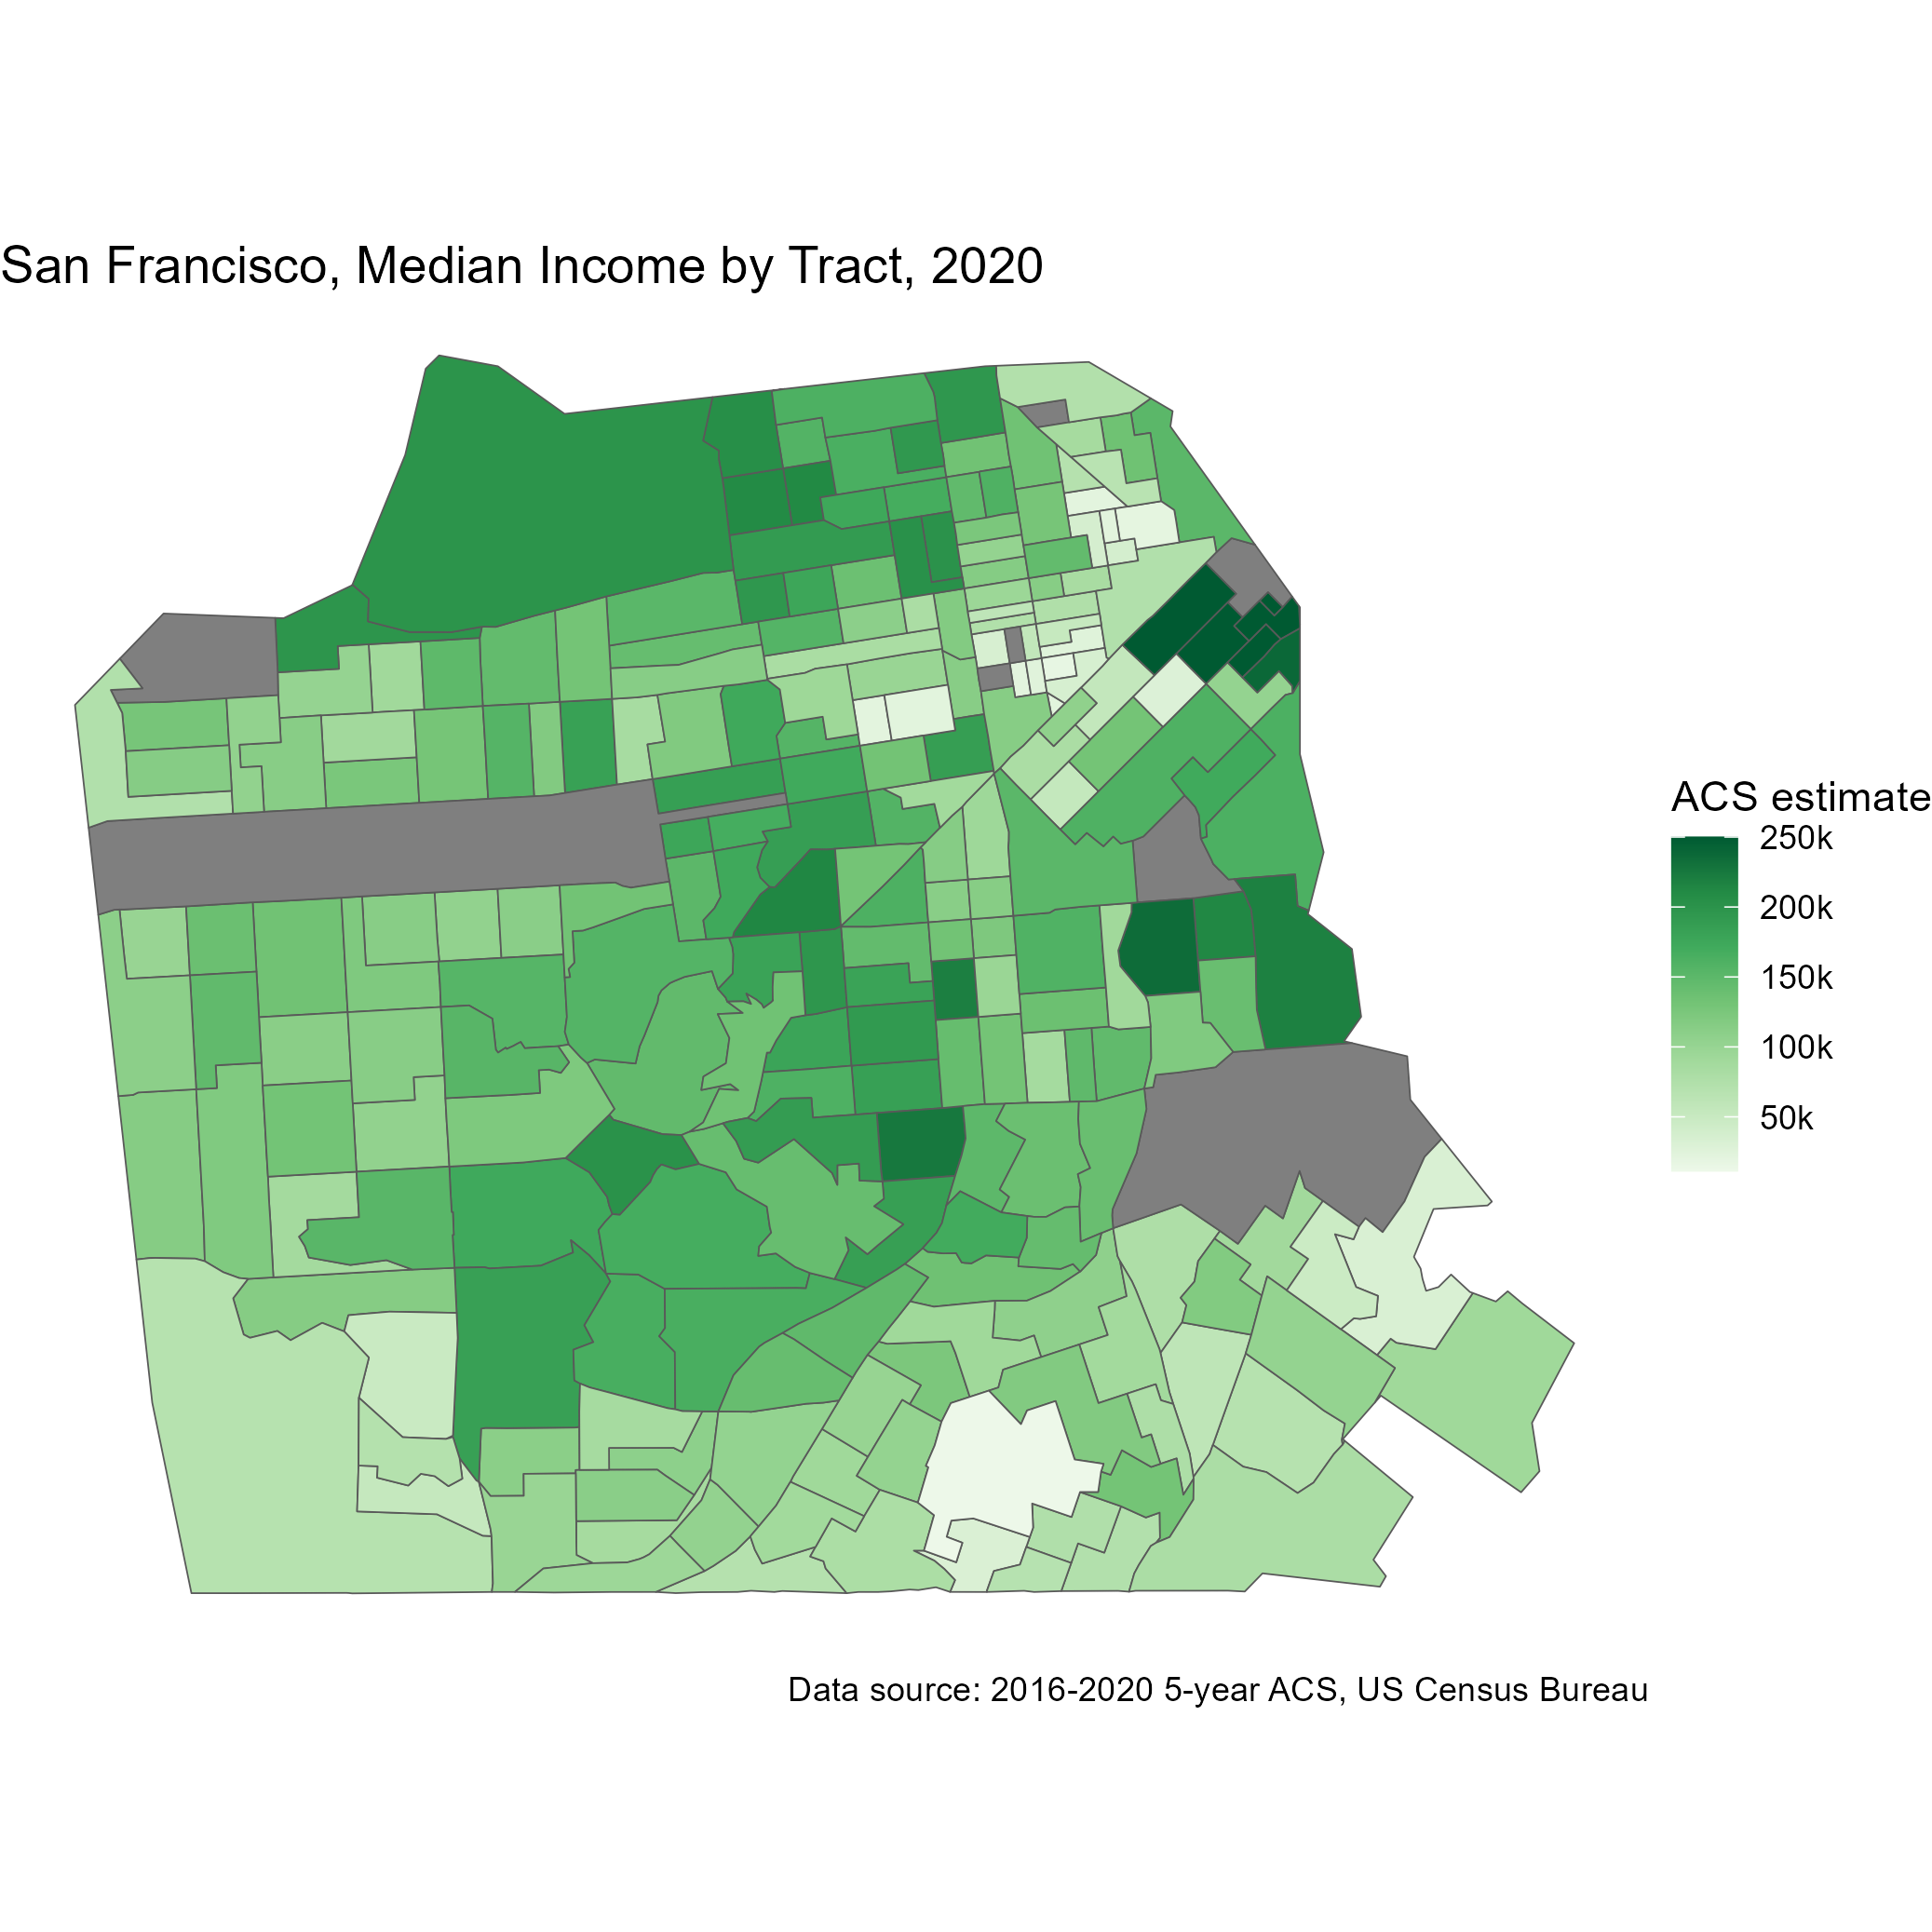 San Francisco, Median Income by Tract, 2020
ACS estimate
250k
200k
150k
100k
50k
Data source: 2016-2020 5-year ACS, US Census Bureau